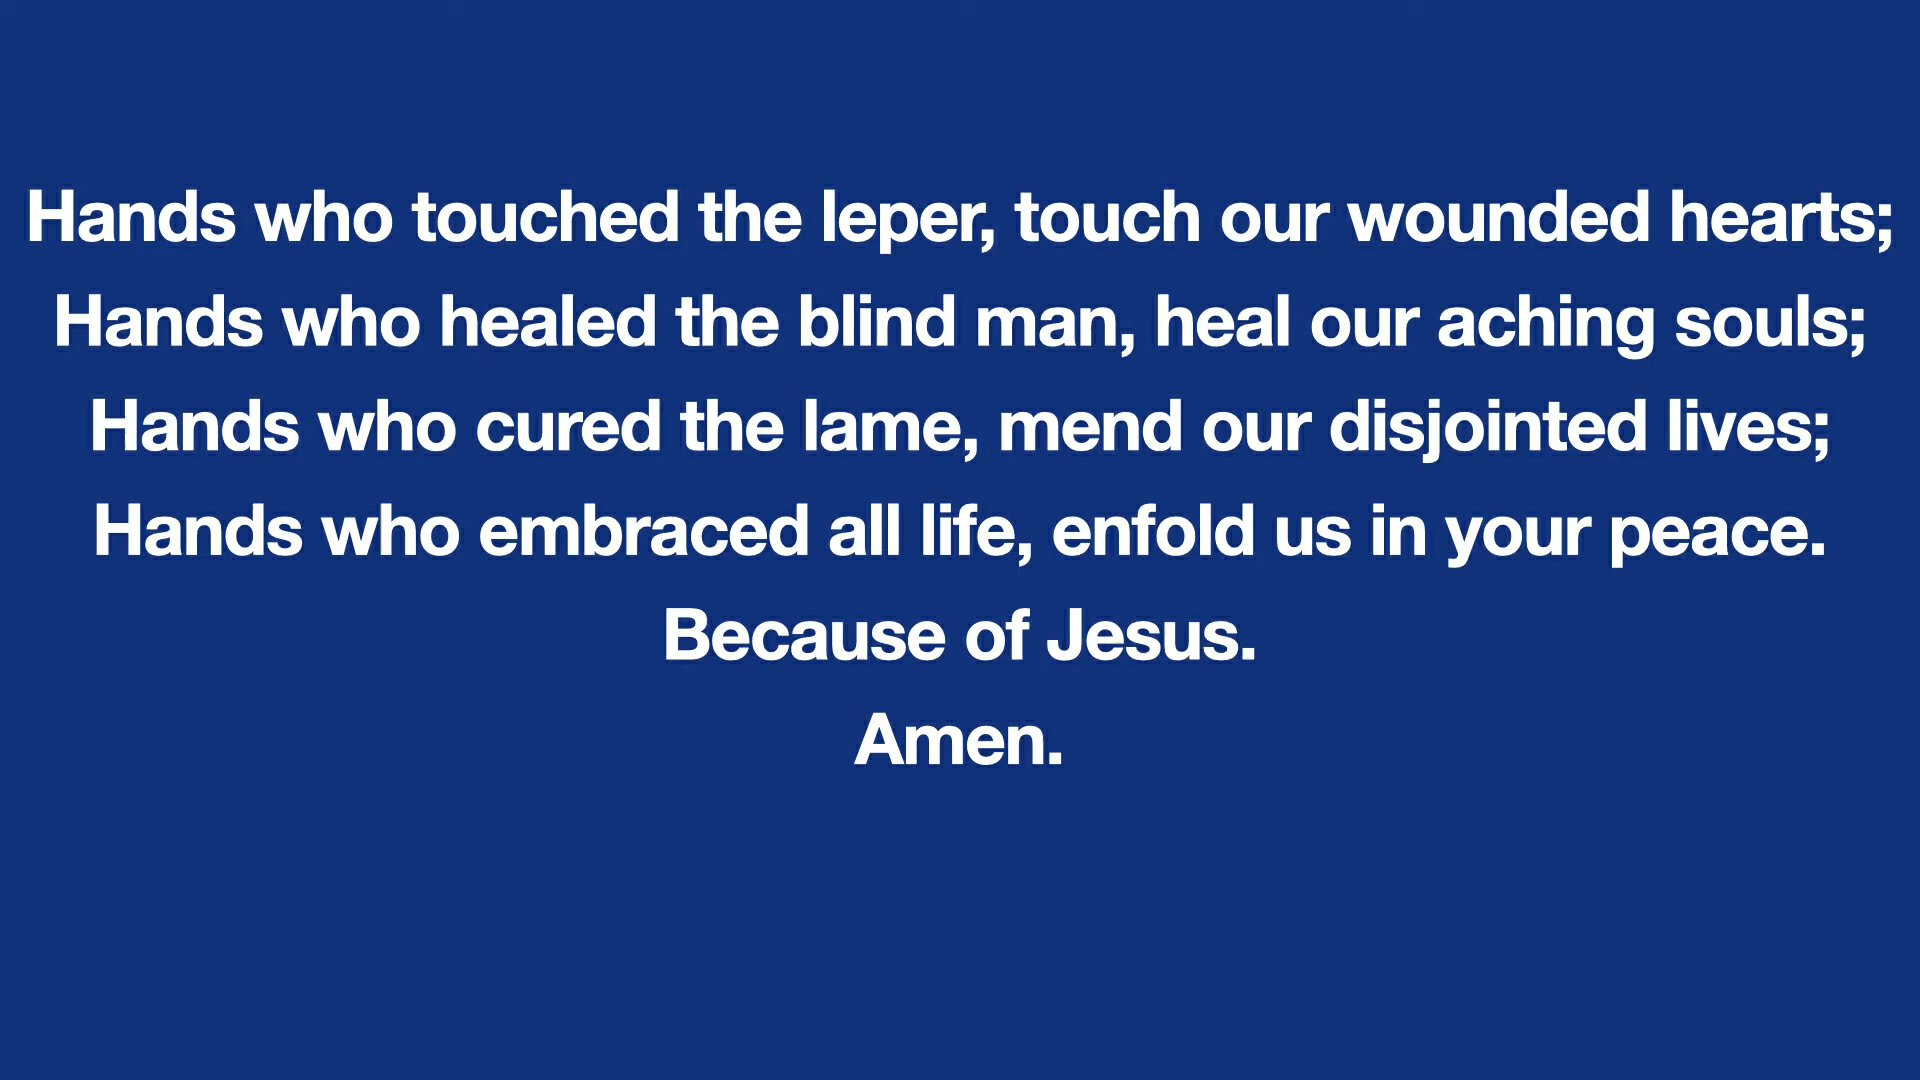 Hands who touched the leper, touch our wounded hearts;
Hands who healed the blind man, heal our aching souls;
Hands who cured the lame, mend our disjointed lives;
Hands who embraced all life, enfold us in your peace.
Because of Jesus.
Amen.